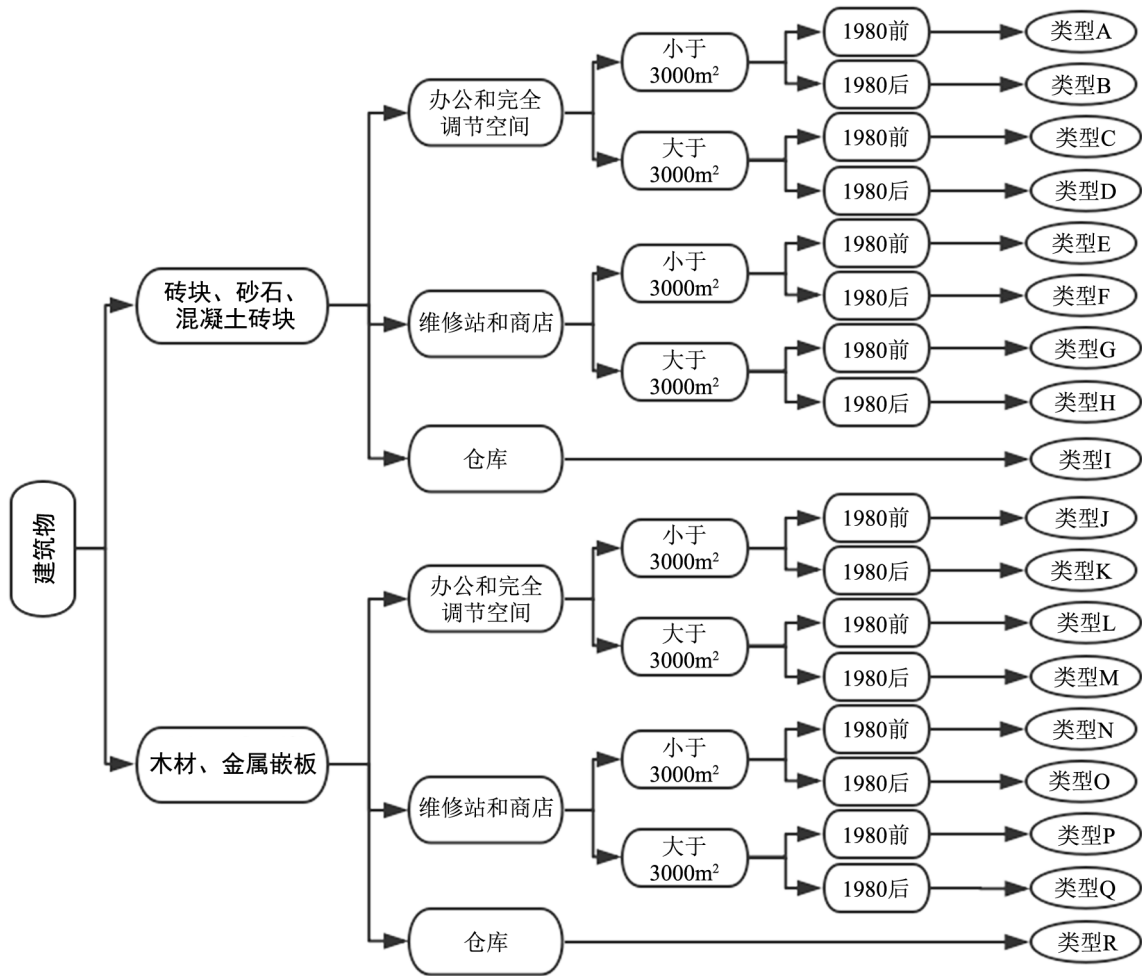 建筑物
砖块、砂石、
混凝土砖块
办公和完全
调节空间
小于
3000m²
1980前
类型A
1980后
类型B
大于
3000m²
1980前
类型C
1980后
类型D
维修站和商店
小于
3000m²
1980前
类型E
1980后
类型F
大于
3000m²
1980前
类型G
1980后
类型H
仓库
类型I
木材、金属嵌板
办公和完全
调节空间
小于
3000m²
1980前
类型J
1980后
类型K
大于
3000m²
1980前
类型L
1980后
类型M
维修站和商店
小于
3000m²
1980前
类型N
1980后
类型O
大于
3000m²
1980前
类型P
1980后
类型Q
仓库
类型R